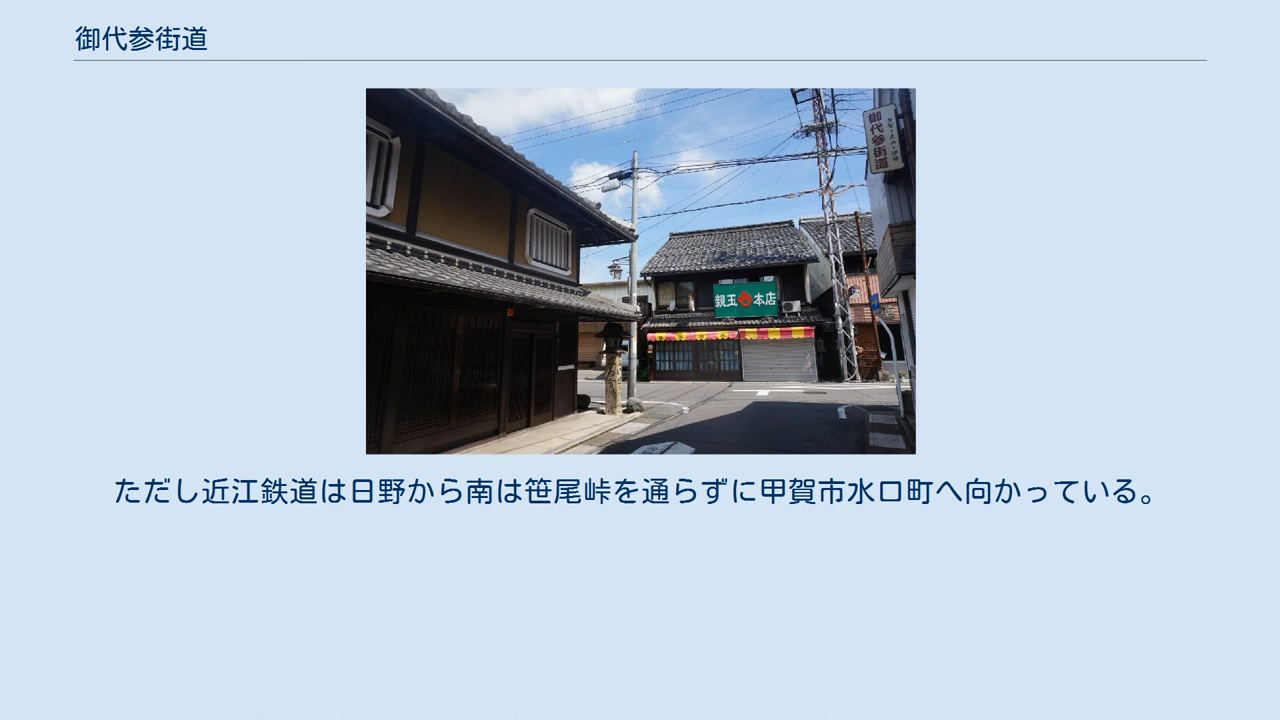 御代参街道
御代参街道
親玉本店
ただし近江鉄道は日野から南は笹尾峠を通らずに甲賀市水口町へ向かっている。